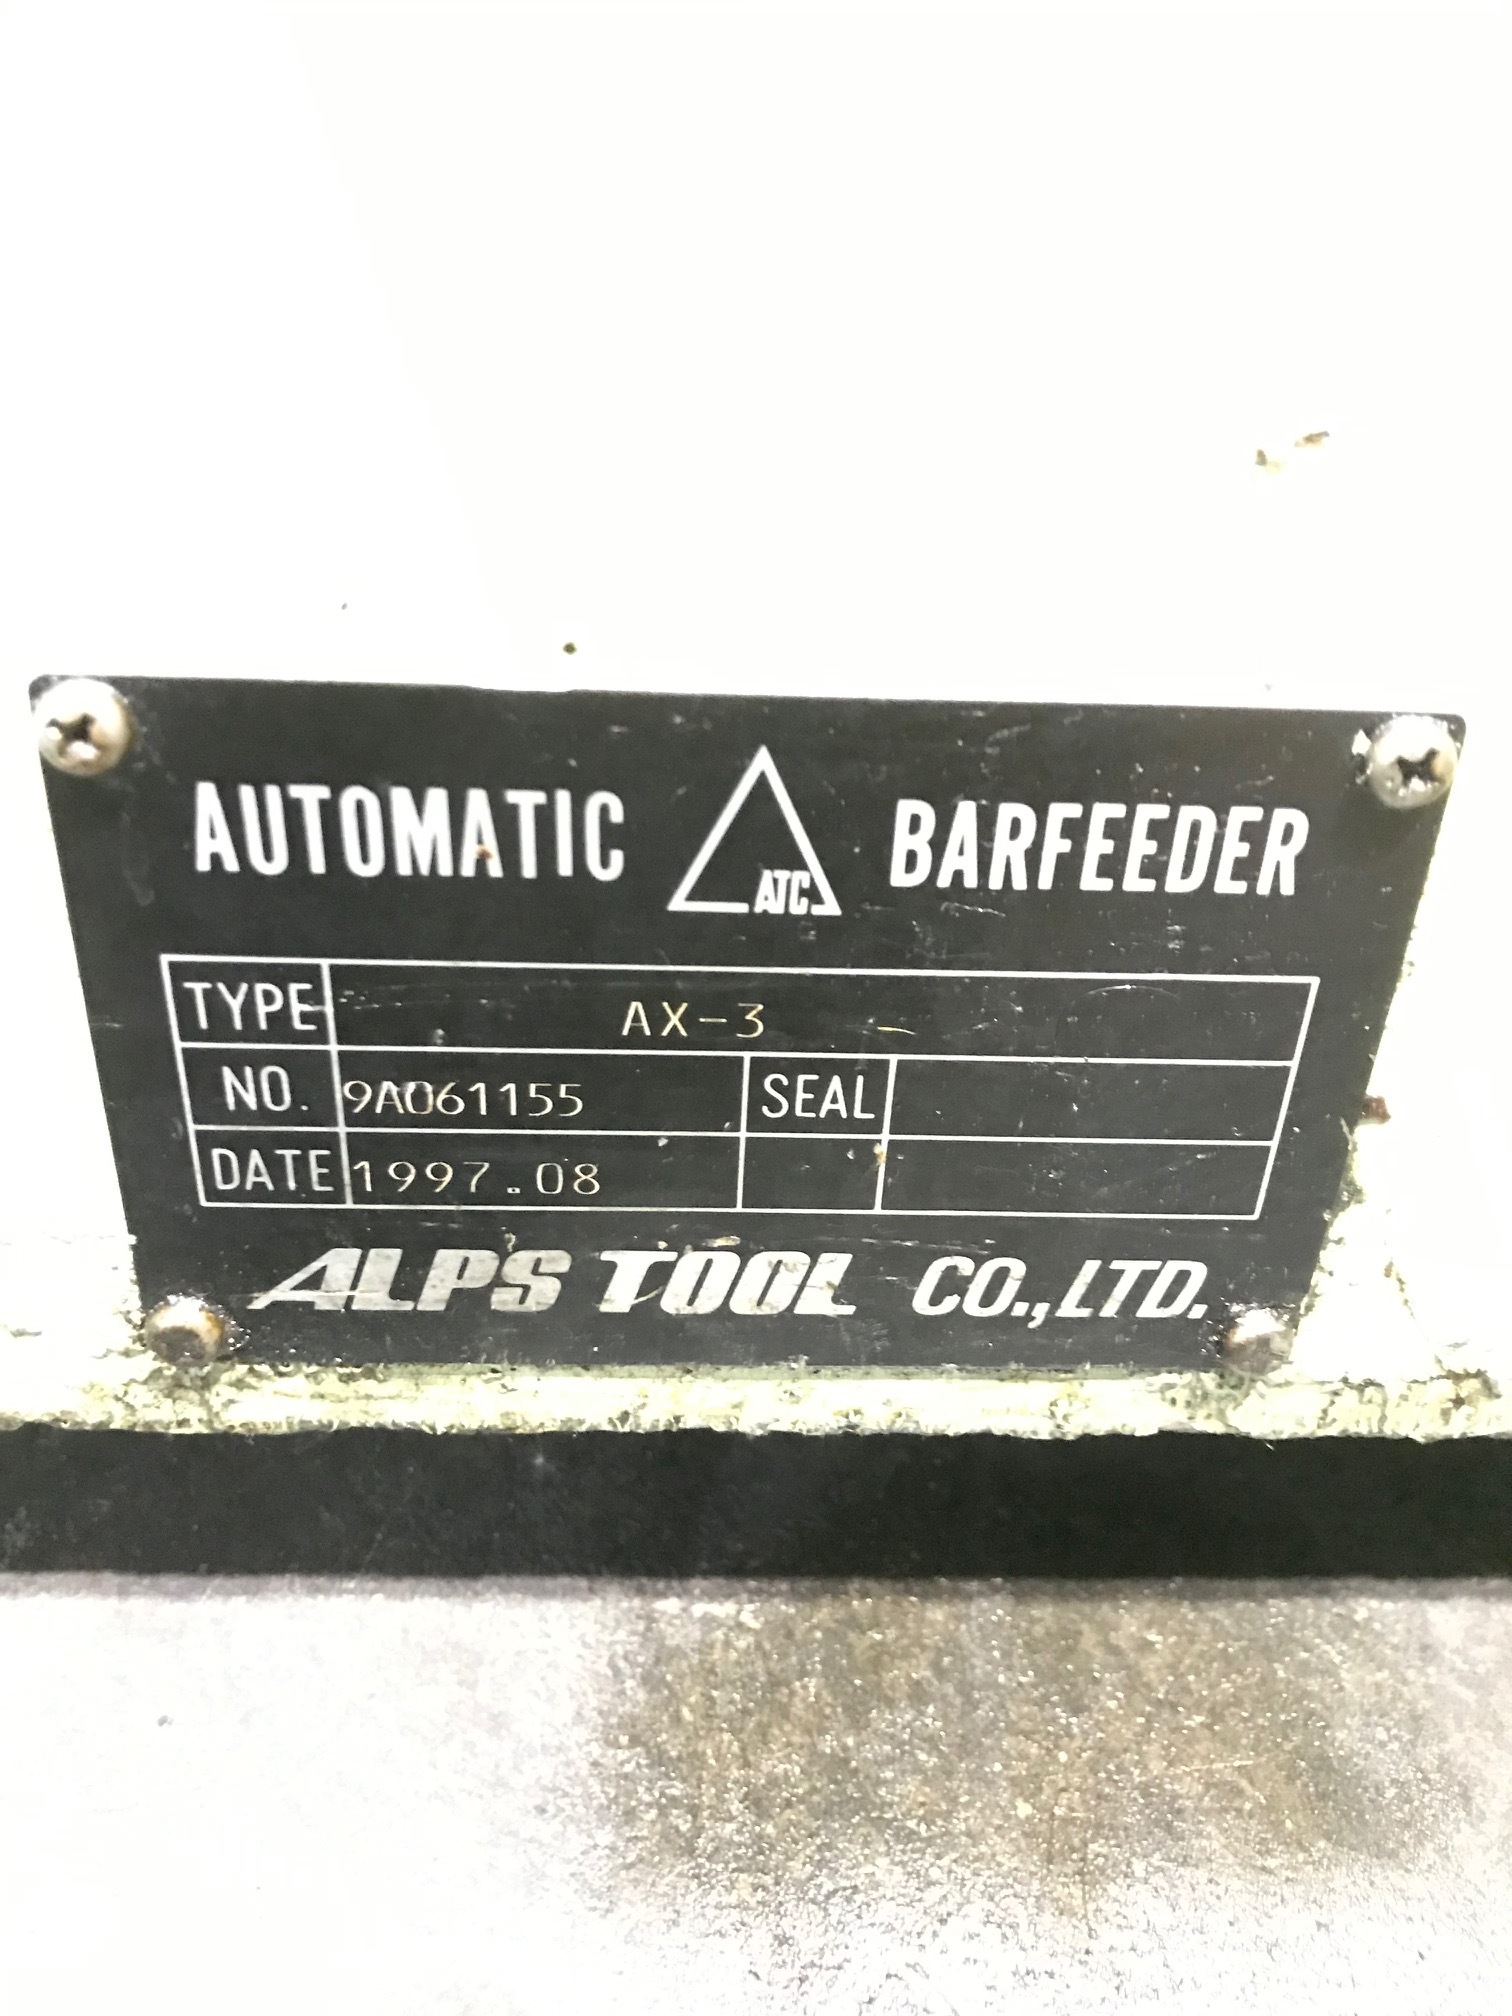 AUTOMATIC ATC BARFEEDER
TYPE AX-3
NO. 9A061155 SEAL
DATE 1997.08
ALPS TOOL CO.,LTD.